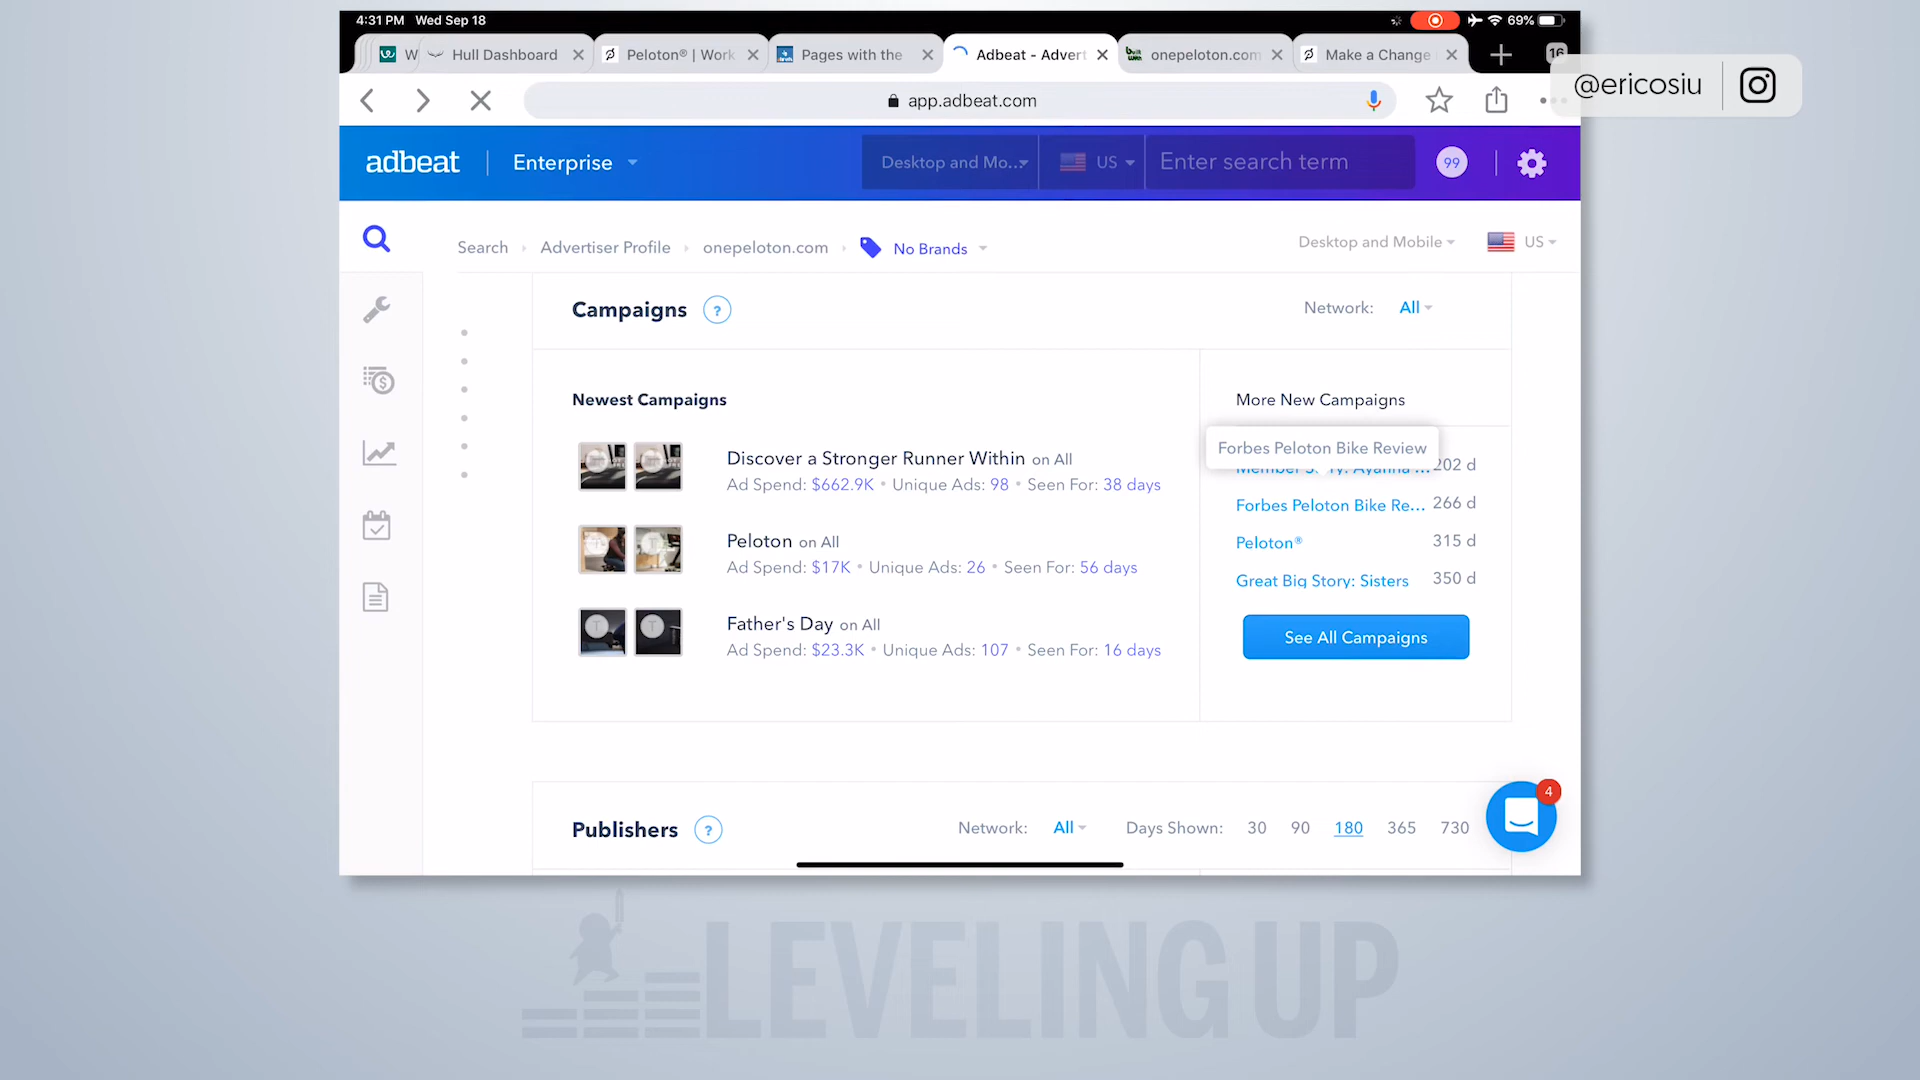 4:31 PM Wed Sep 18
69%
W
Hull Dashboard
Peloton® | Work
Pages with the
Adbeat - Advert
onepeloton.com
Make a Change
16
@ericosiu
app.adbeat.com
adbeat
Enterprise
Desktop and Mo...
US
Enter search term
99
Search
Advertiser Profile
onepeloton.com
No Brands
Desktop and Mobile
US
Campaigns ?
Network: All
Newest Campaigns
Discover a Stronger Runner Within on All
Ad Spend: $662.9K • Unique Ads: 98 • Seen For: 38 days
Peloton on All
Ad Spend: $17K • Unique Ads: 26 • Seen For: 56 days
Father's Day on All
Ad Spend: $23.3K • Unique Ads: 107 • Seen For: 16 days
More New Campaigns
Forbes Peloton Bike Review
Member Story: Ayanna ... 202 d
Forbes Peloton Bike Re... 266 d
Peloton® 315 d
Great Big Story: Sisters 350 d
See All Campaigns
Publishers ?
Network: All
Days Shown: 30 90 180 365 730
4
LEVELING UP